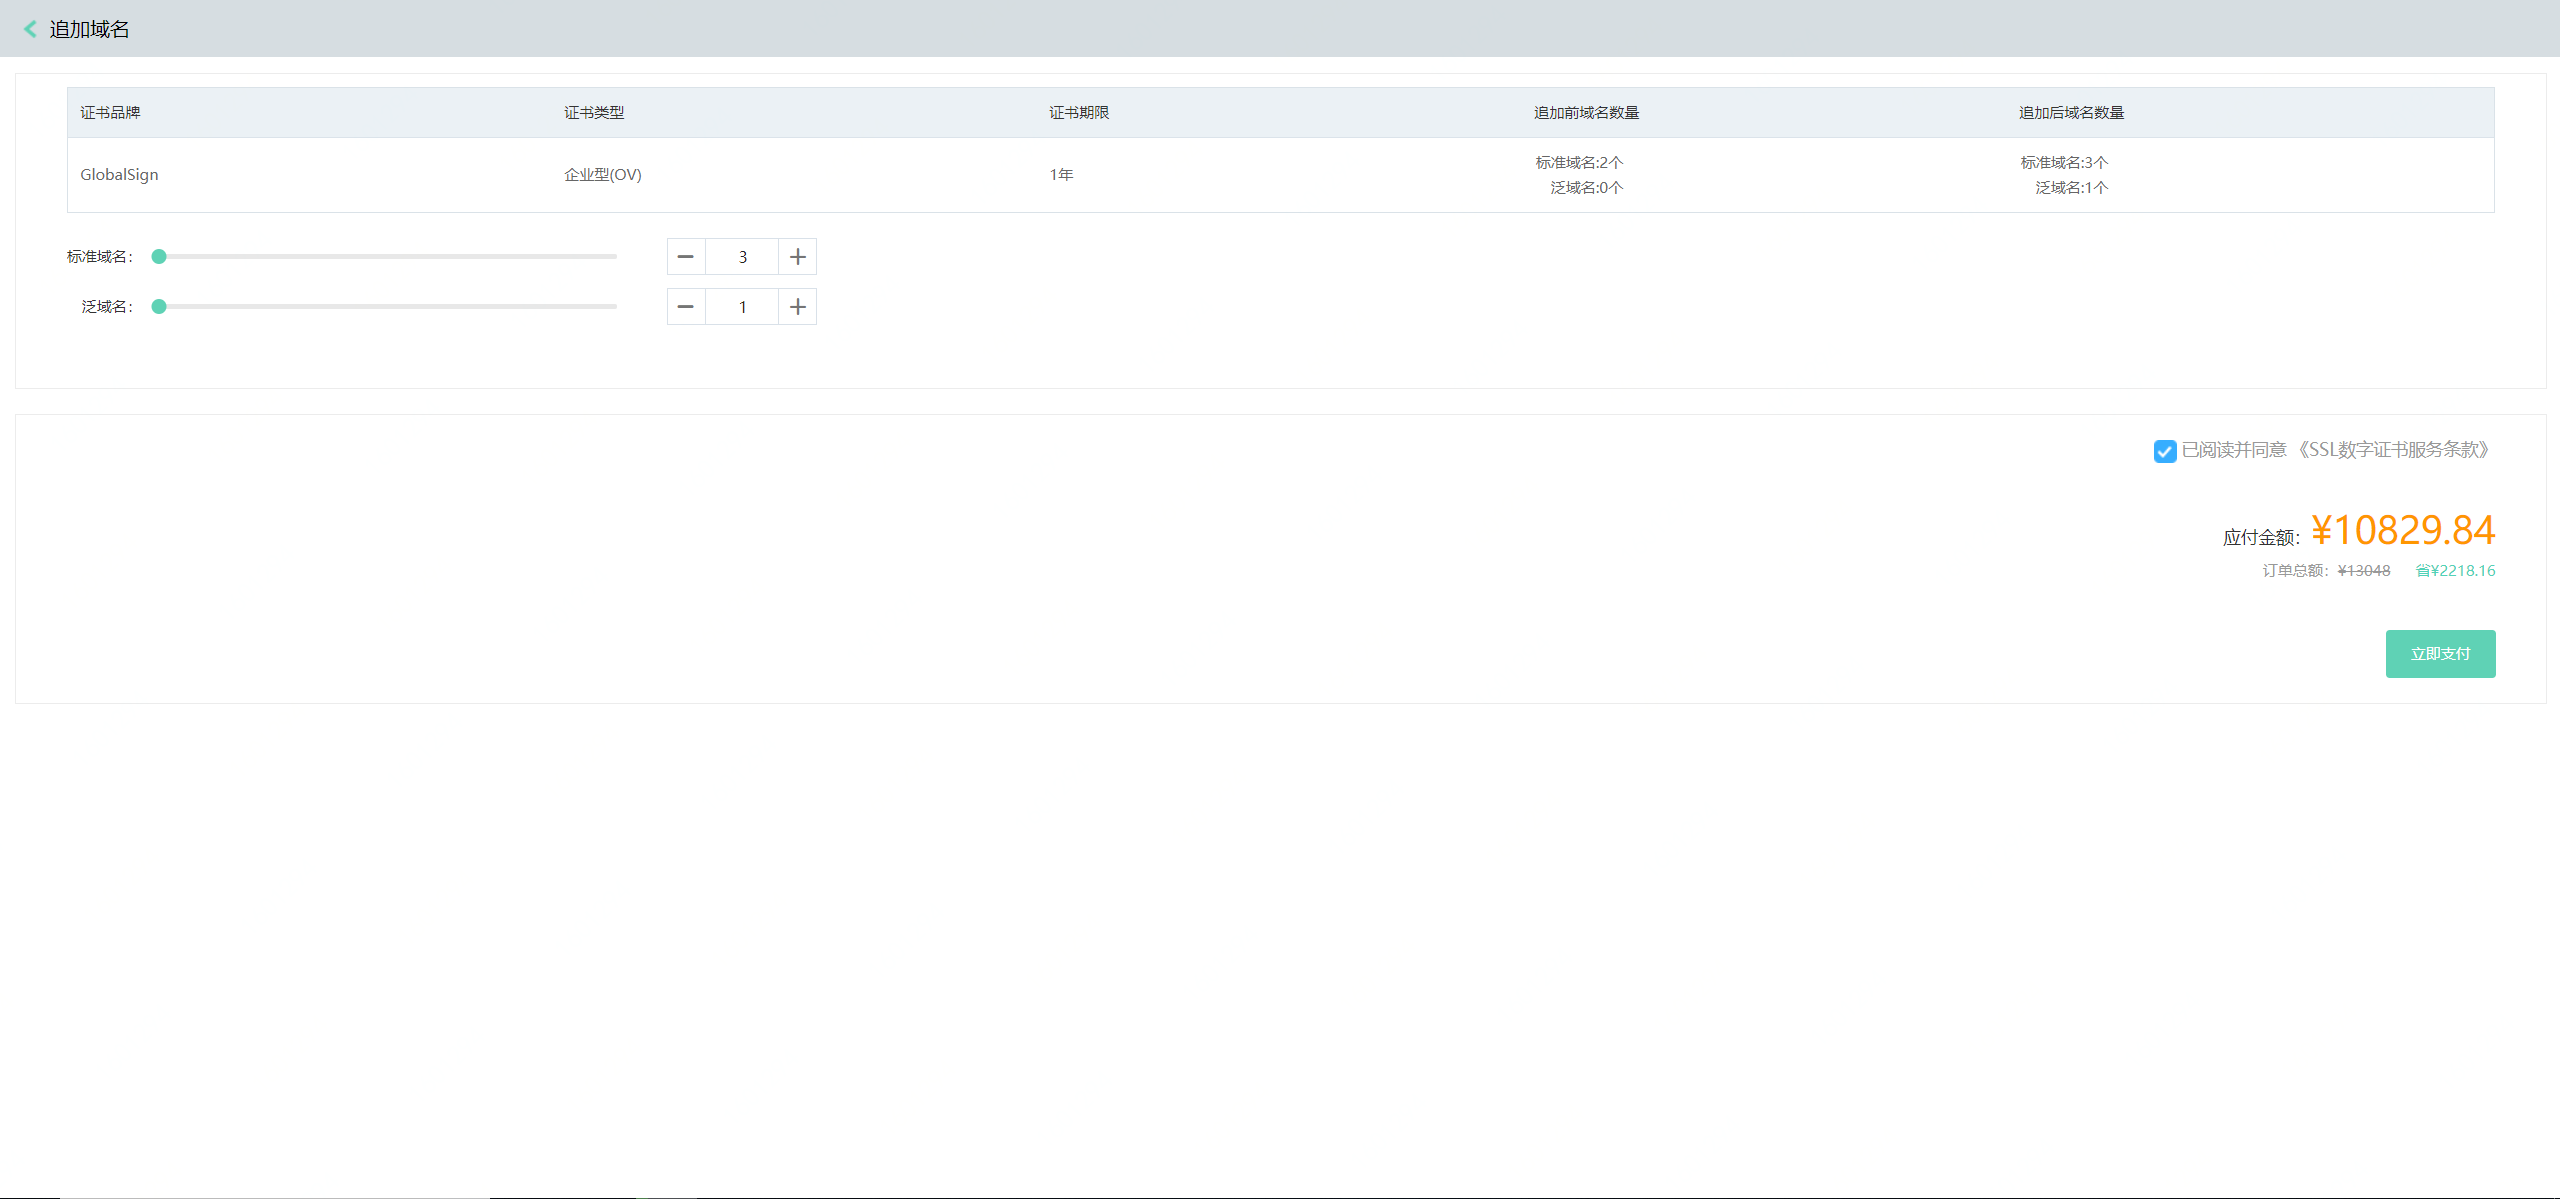 追加域名
证书品牌 证书类型 证书期限 追加前域名数量 追加后域名数量
GlobalSign 企业型(OV) 1年 标准域名:2个 标准域名:3个
泛域名:0个 泛域名:1个
标准域名： 3
泛域名： 1
已阅读并同意 《SSL数字证书服务条款》
应付金额：¥10829.84
订单总额：¥13048 省¥2218.16
立即支付